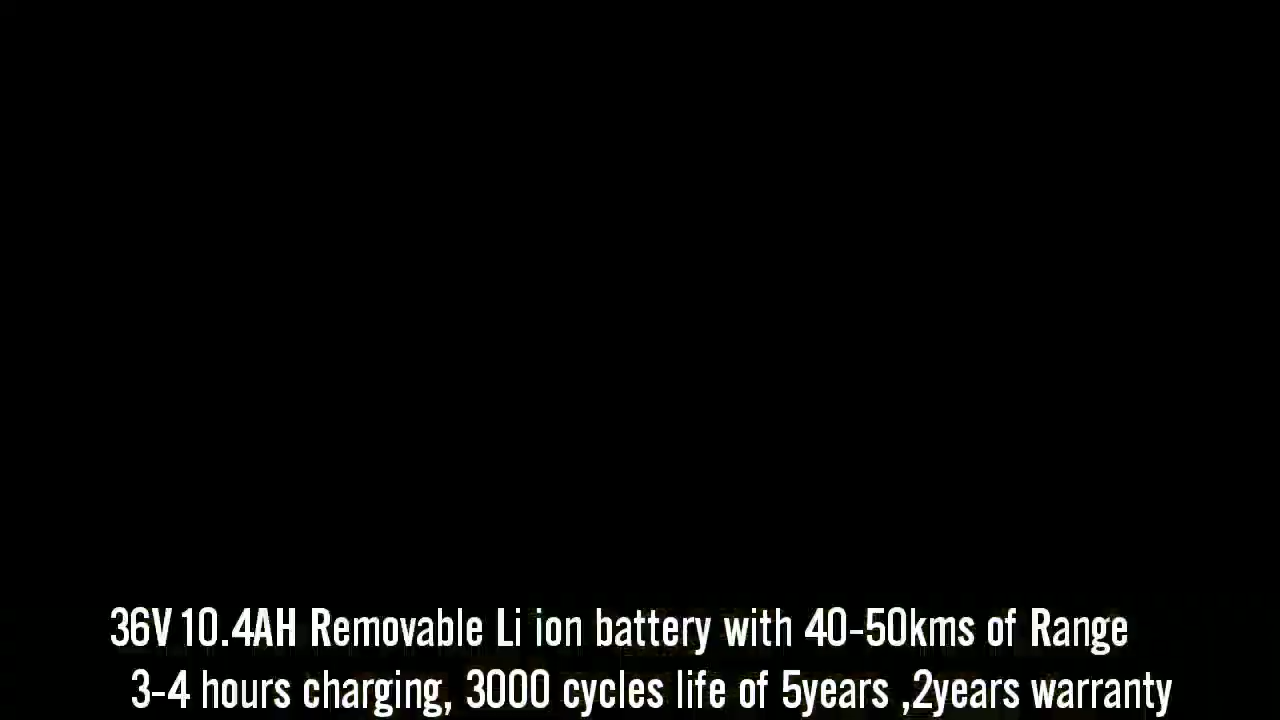 36V 10.4AH Removable Li ion battery with 40-50kms of Range
3-4 hours charging, 3000 cycles life of 5years ,2years warranty